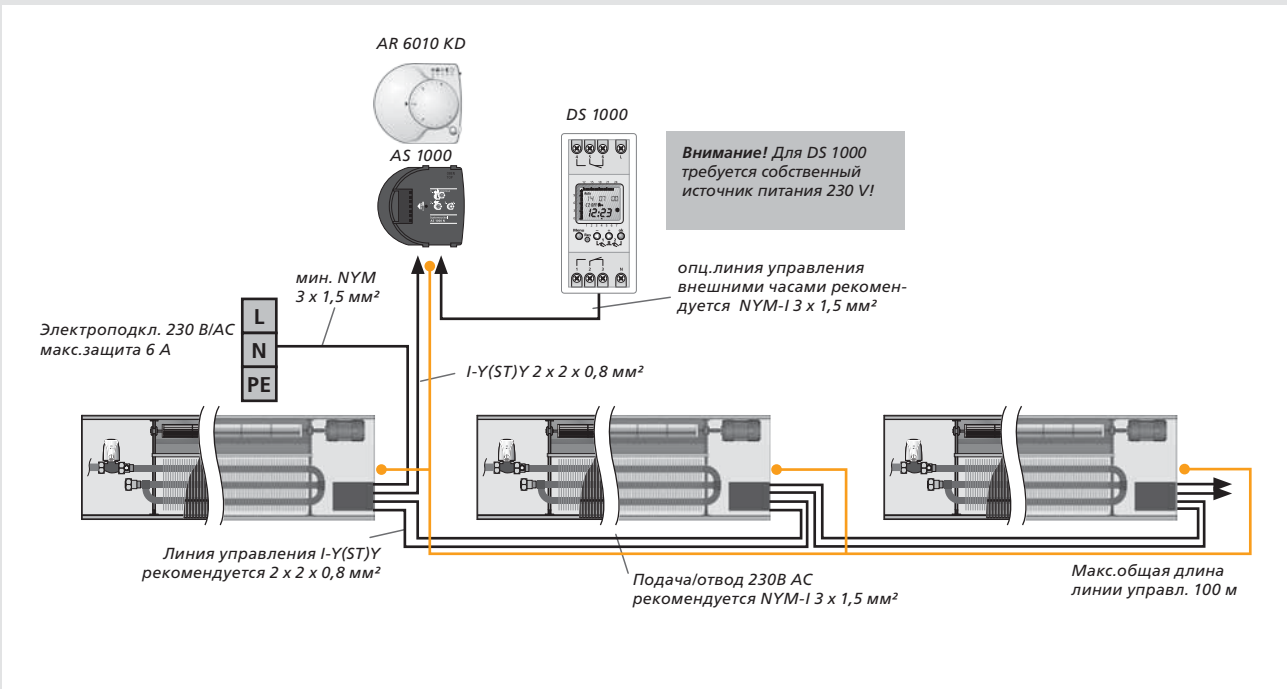 AR 6010 KD
AS 1000
DS 1000
Внимание! Для DS 1000
требуется собственный
источник питания 230 V!
12:23
Menu
мин. NYM
3 x 1,5 мм²
опц.линия управления
внешними часами рекомен-
дуется NYM-I 3 x 1,5 мм²
Электроподкл. 230 В/АС
макс.защита 6 А
L
N
PE
I-Y(ST)Y 2 x 2 x 0,8 мм²
Линия управления I-Y(ST)Y
рекомендуется 2 x 2 x 0,8 мм²
Подача/отвод 230В АС
рекомендуется NYM-I 3 x 1,5 мм²
Макс.общая длина
линии управл. 100 м